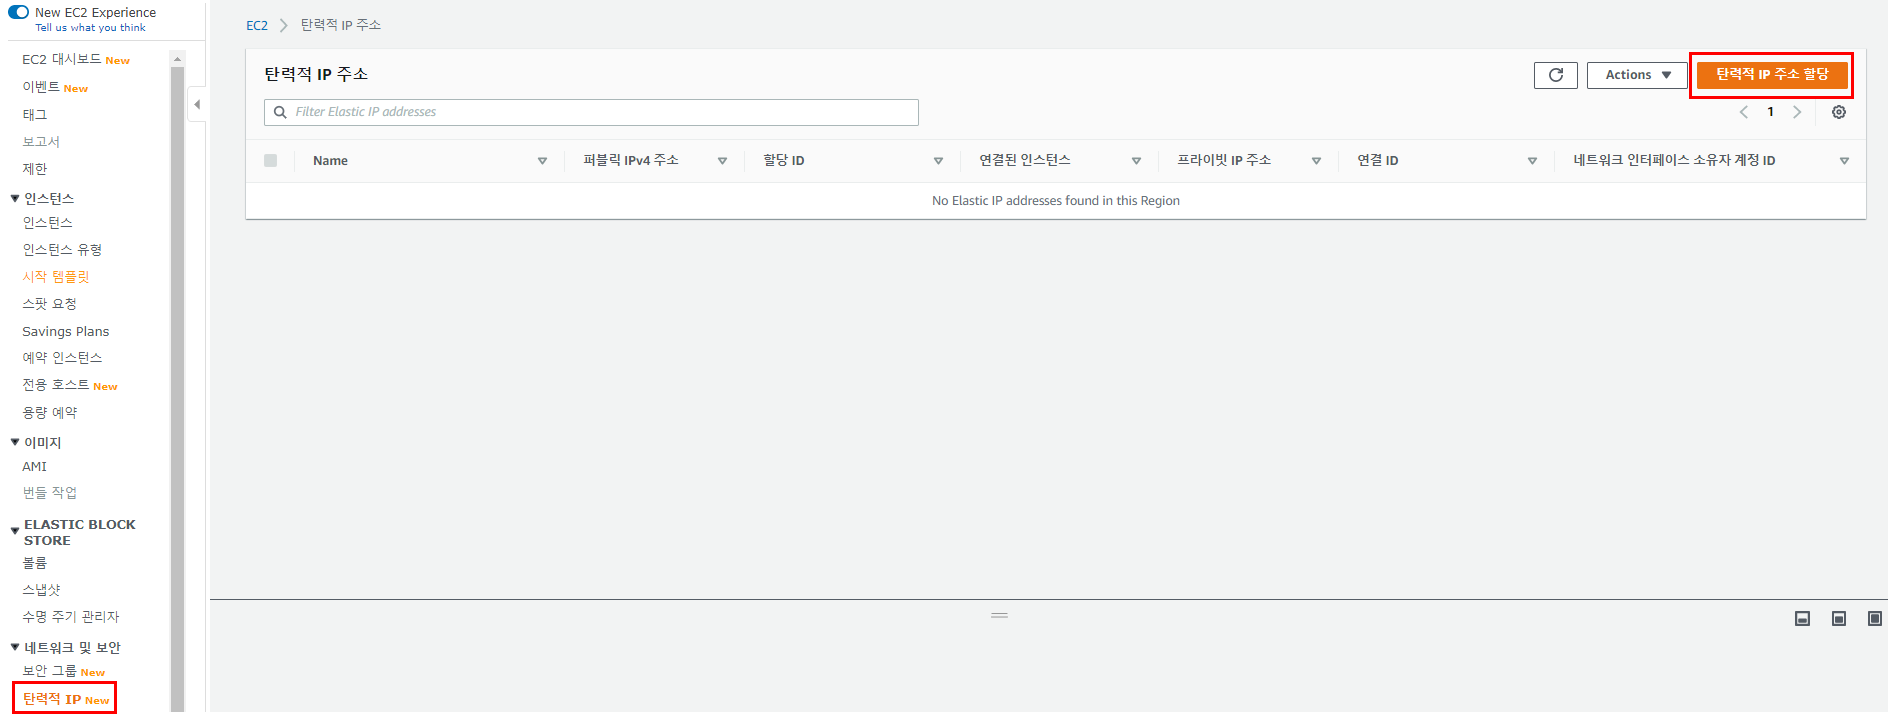 New EC2 Experience
Tell us what you think
EC2 대시보드 New
이벤트 New
태그
보고서
제한
인스턴스
인스턴스
인스턴스 유형
시작 템플릿
스팟 요청
Savings Plans
예약 인스턴스
전용 호스트 New
용량 예약
이미지
AMI
번들 작업
ELASTIC BLOCK
STORE
볼륨
스냅샷
수명 주기 관리자
네트워크 및 보안
보안 그룹 New
탄력적 IP New
EC2 탄력적 IP 주소
탄력적 IP 주소
Actions
탄력적 IP 주소 할당
Filter Elastic IP addresses
1
Name 퍼블릭 IPv4 주소 할당 ID 연결된 인스턴스 프라이빗 IP 주소 연결 ID 네트워크 인터페이스 소유자 계정 ID
No Elastic IP addresses found in this Region